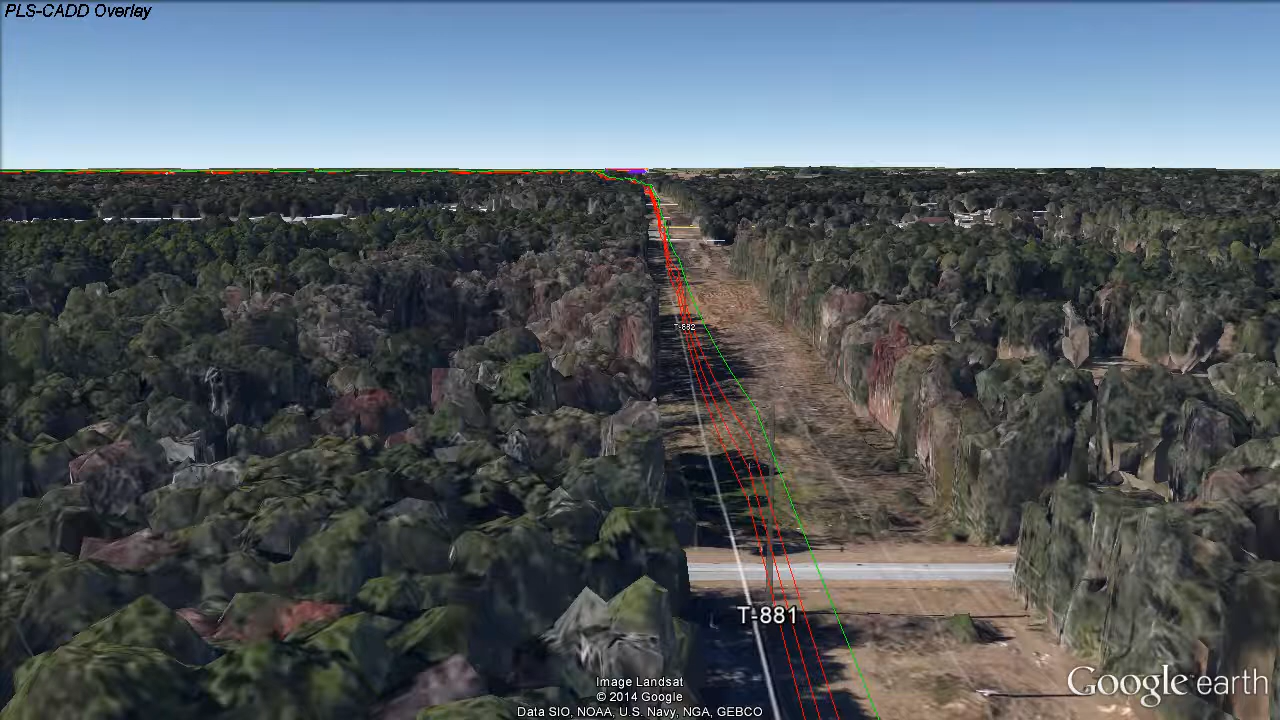 PLS-CADD Overlay
T-882
T-881
Image Landsat
© 2014 Google
Data SIO, NOAA, U.S. Navy, NGA, GEBCO
Google earth